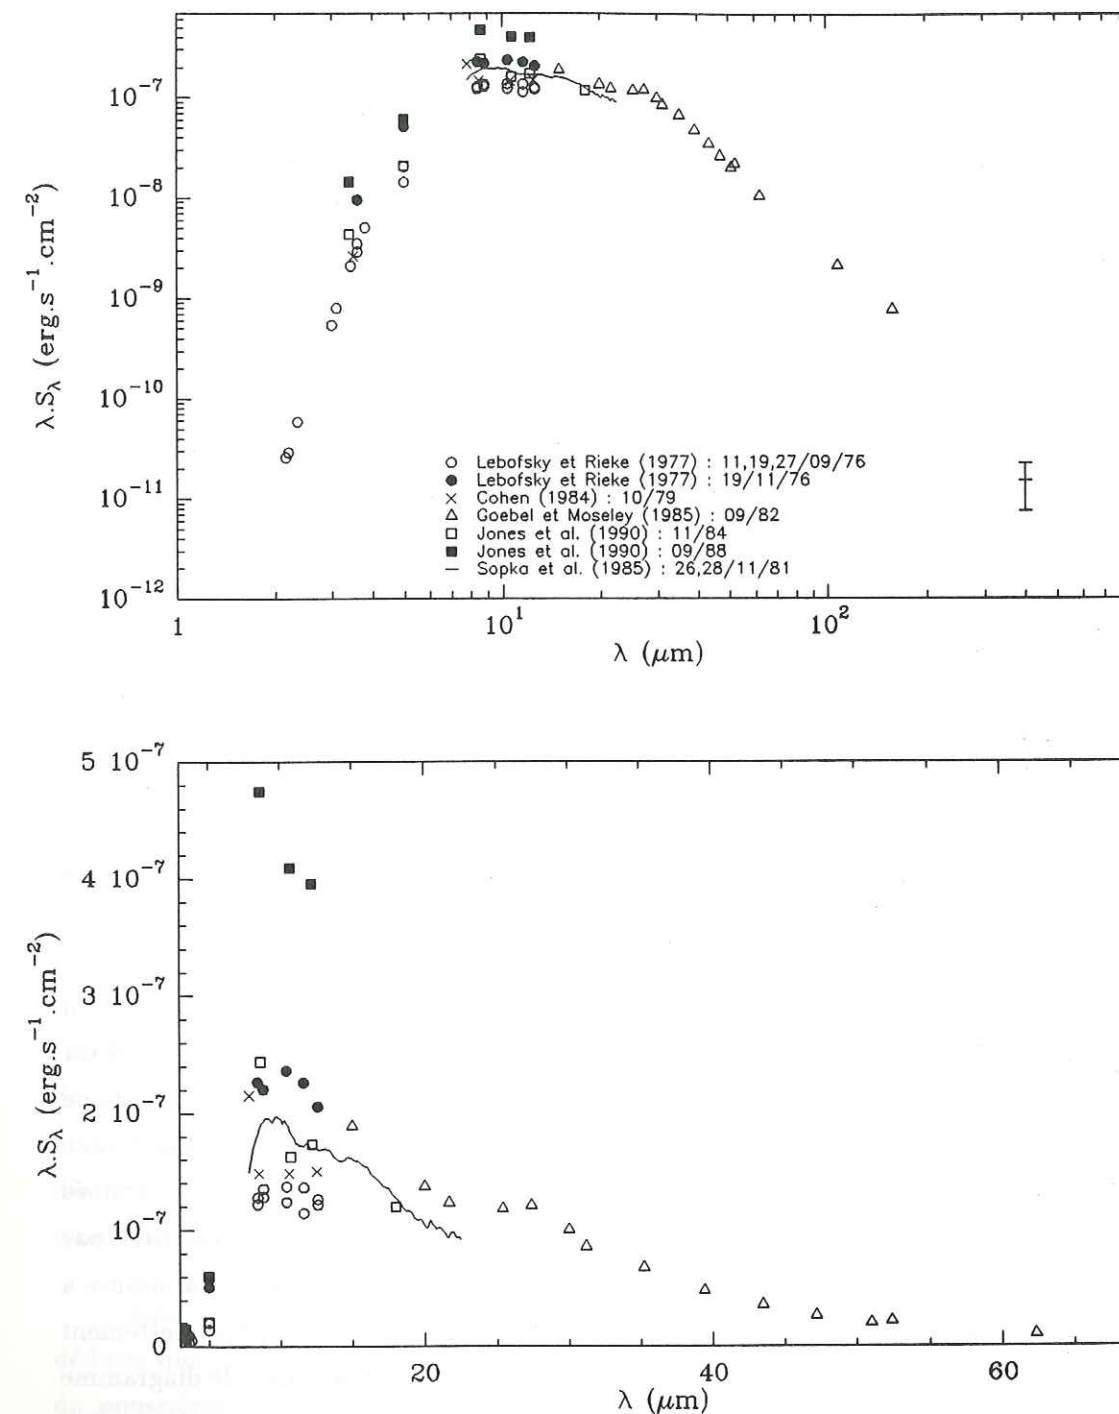 10⁻⁷
10⁻⁸
10⁻⁹
10⁻¹⁰
10⁻¹¹
10⁻¹²
λ.S_λ (erg.s⁻¹.cm⁻²)
○ Lebofsky et Rieke (1977) : 11,19,27/09/76
● Lebofsky et Rieke (1977) : 19/11/76
× Cohen (1984) : 10/79
△ Goebel et Moseley (1985) : 09/82
□ Jones et al. (1990) : 11/84
■ Jones et al. (1990) : 09/88
— Sopka et al. (1985) : 26,28/11/81
1 10¹ 10²
λ (μm)
5 10⁻⁷
4 10⁻⁷
3 10⁻⁷
2 10⁻⁷
10⁻⁷
0
λ.S_λ (erg.s⁻¹.cm⁻²)
20 40 60
λ (μm)